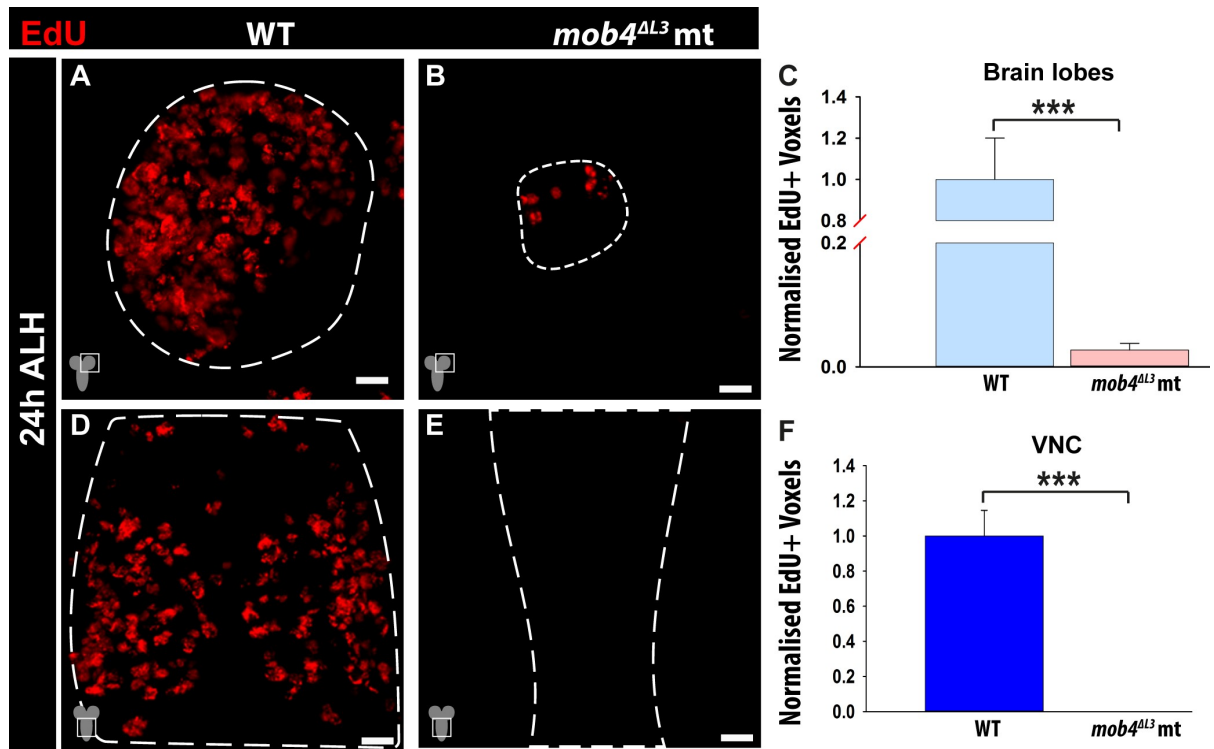 EdU WT mob4ΔL3 mt
24h ALH
A
B
C
Brain lobes
Normalised EdU+ Voxels
1.4
1.2
1.0
0.8
0.2
0.0
***
WT mob4ΔL3 mt
D
E
F
VNC
Normalised EdU+ Voxels
1.4
1.2
1.0
0.8
0.6
0.4
0.2
0.0
***
WT mob4ΔL3 mt